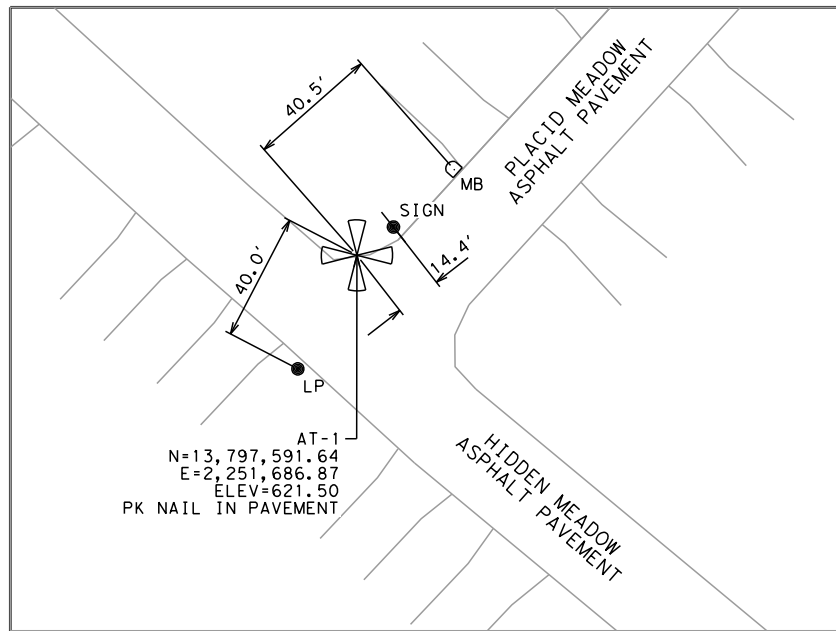 40.5'
PLACID MEADOW
ASPHALT PAVEMENT
MB
SIGN
14.4'
40.0'
LP
AT-1
N=13,797,591.64
E=2,251,686.87
ELEV=621.50
PK NAIL IN PAVEMENT
HIDDEN MEADOW
ASPHALT PAVEMENT